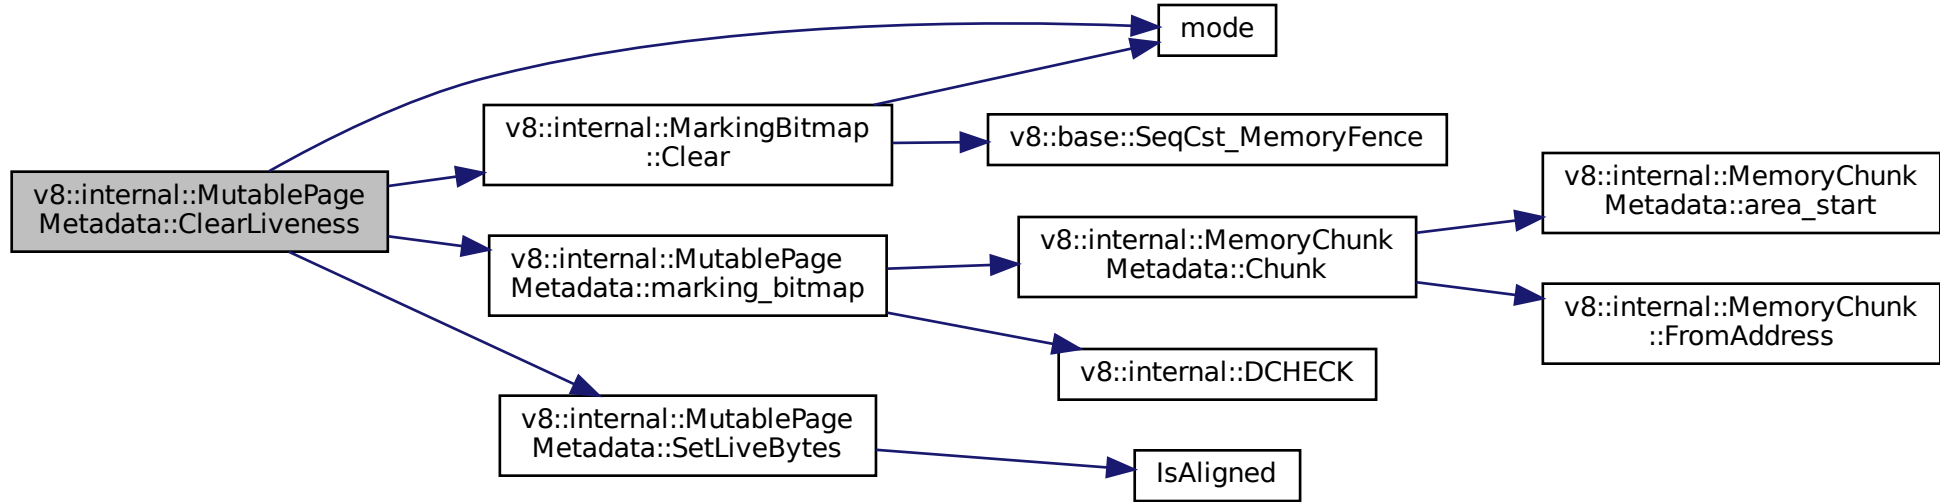 mode
v8::internal::MarkingBitmap
::Clear
v8::base::SeqCst_MemoryFence
v8::internal::MutablePage
Metadata::ClearLiveness
v8::internal::MemoryChunk
Metadata::area_start
v8::internal::MutablePage
Metadata::marking_bitmap
v8::internal::MemoryChunk
Metadata::Chunk
v8::internal::MemoryChunk
::FromAddress
v8::internal::DCHECK
v8::internal::MutablePage
Metadata::SetLiveBytes
IsAligned